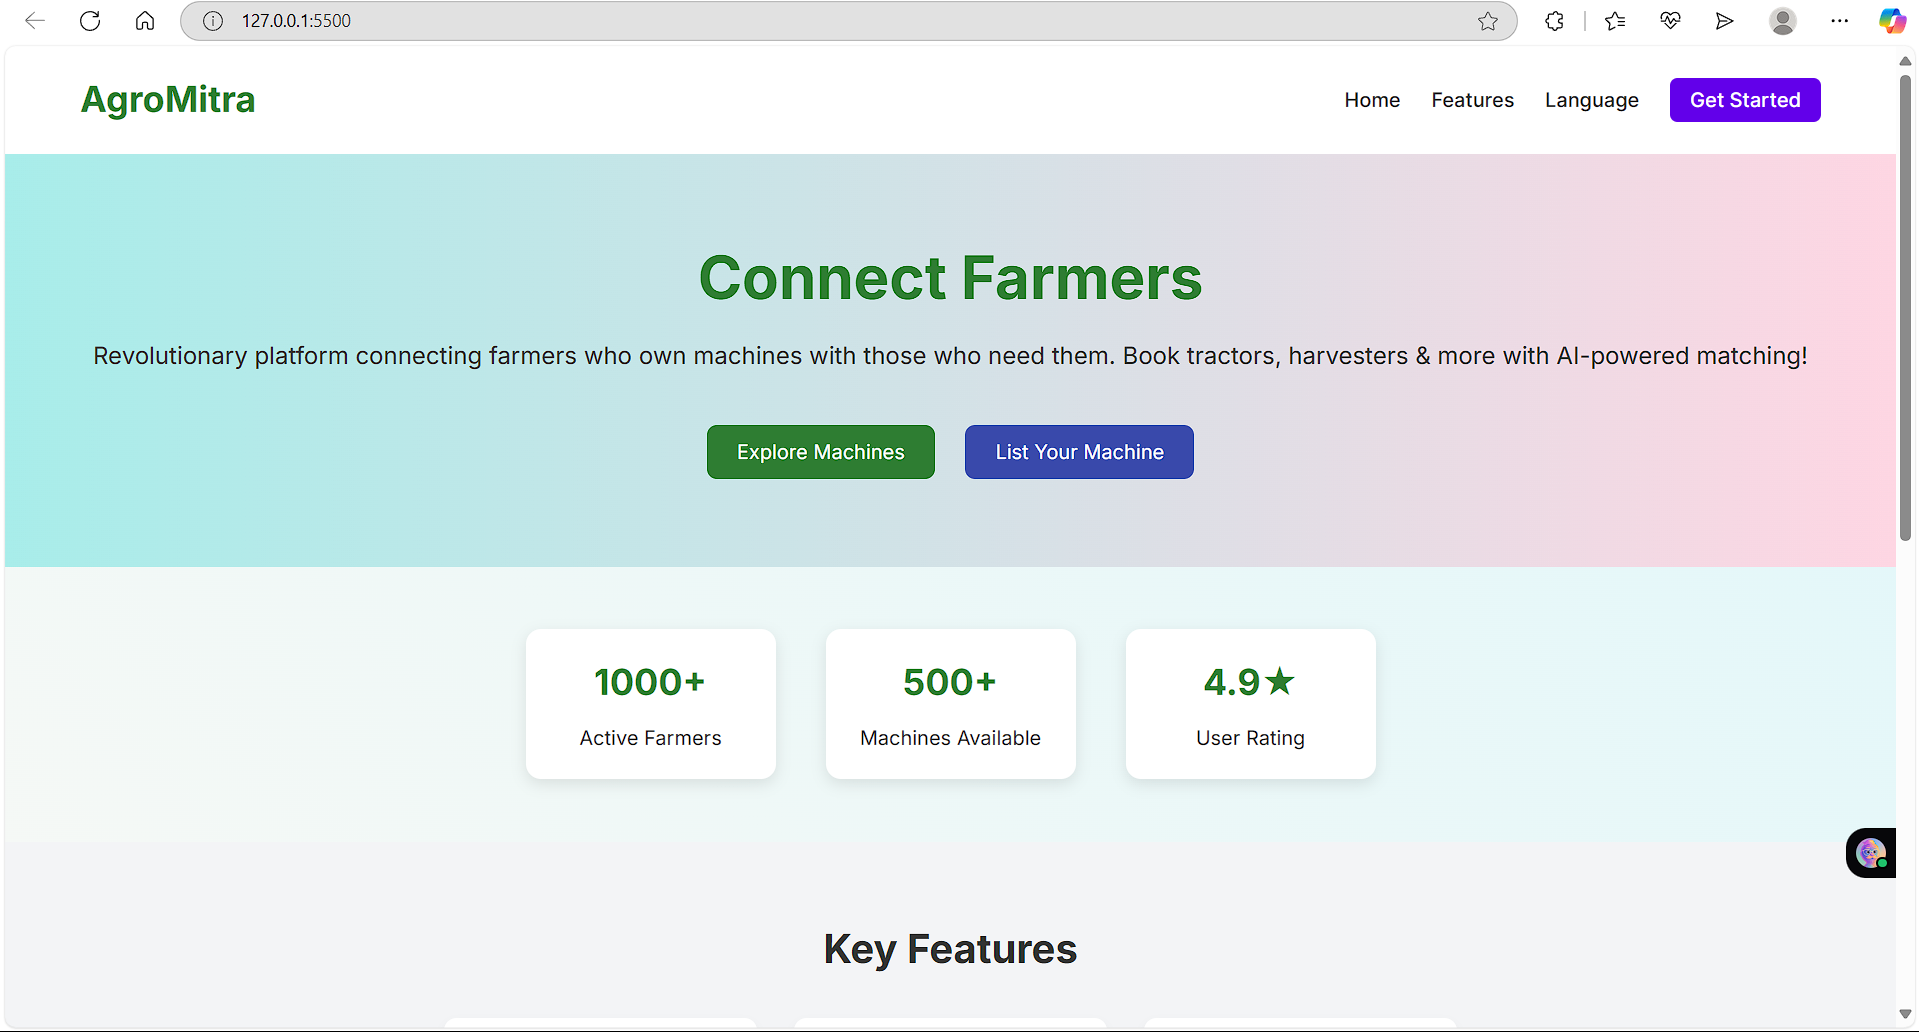 127.0.0.1:5500
AgroMitra
Home Features Language Get Started
Connect Farmers
Revolutionary platform connecting farmers who own machines with those who need them. Book tractors, harvesters & more with AI-powered matching!
Explore Machines List Your Machine
1000+ 500+ 4.9★
Active Farmers Machines Available User Rating
Key Features